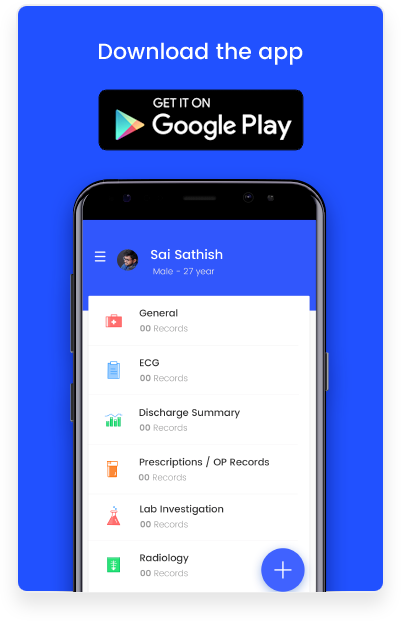 Download the app
GET IT ON
Google Play
Sai Sathish
Male - 27 year
General
00 Records
ECG
00 Records
Discharge Summary
00 Records
Prescriptions / OP Records
00 Records
Lab Investigation
00 Records
Radiology
00 Records